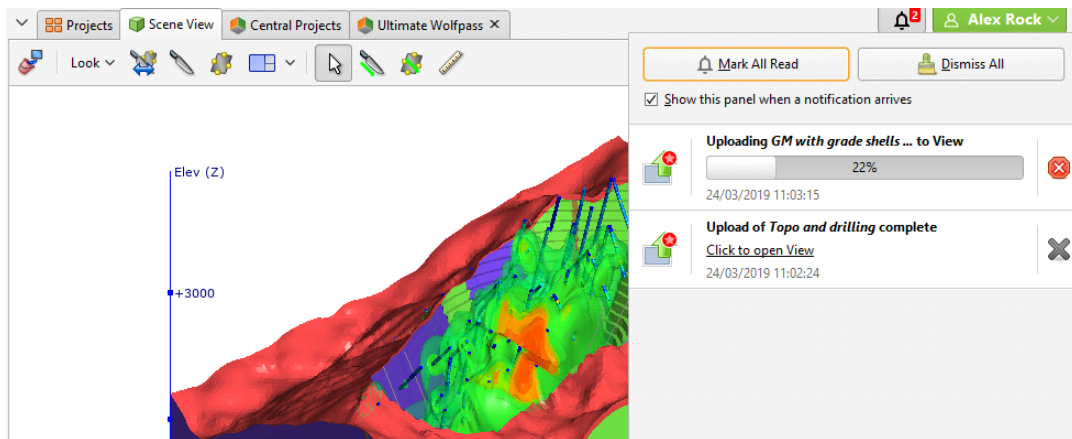 Projects
Scene View
Central Projects
Ultimate Wolfpass
2
Alex Rock
Look
Mark All Read
Dismiss All
Show this panel when a notification arrives
Uploading GM with grade shells ... to View
22%
24/03/2019 11:03:15
Upload of Topo and drilling complete
Click to open View
24/03/2019 11:02:24
Elev (Z)
+3000